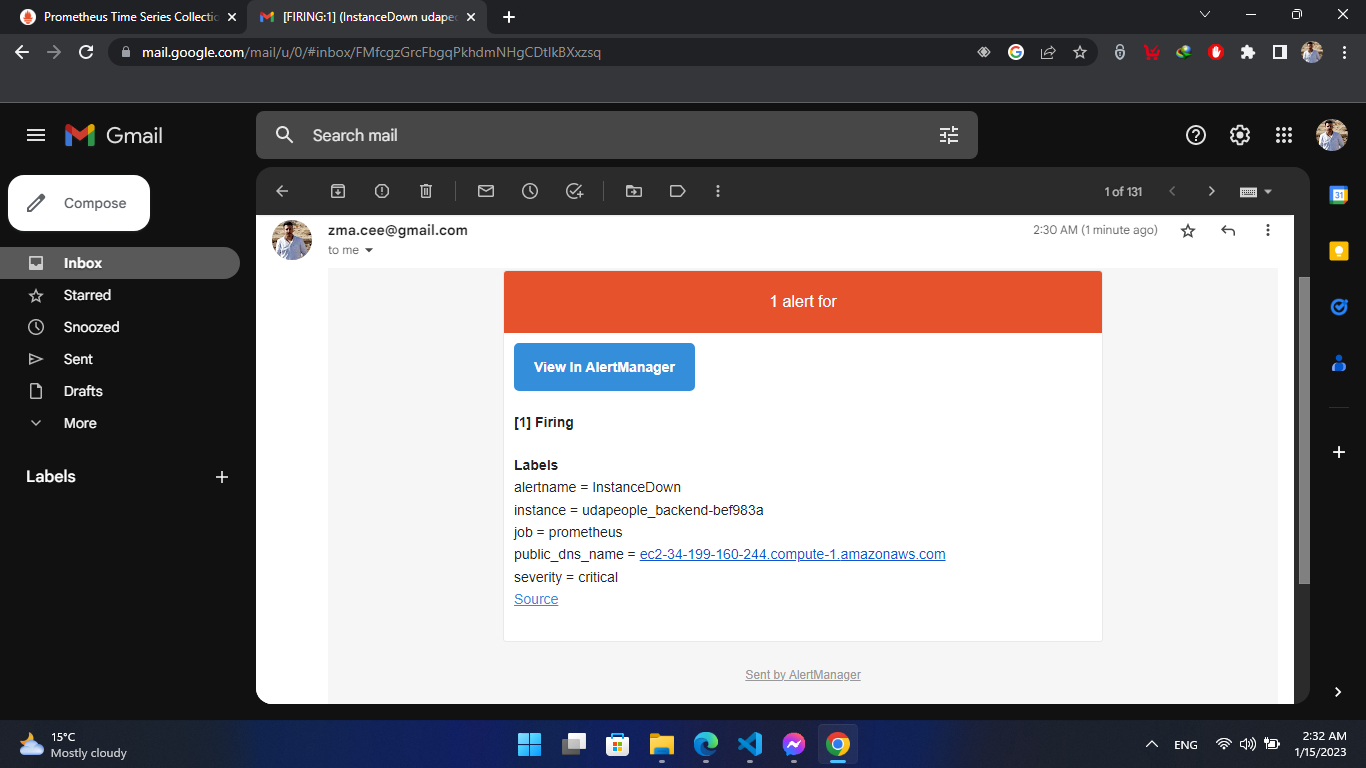 Prometheus Time Series Collectio
[FIRING:1] (InstanceDown udapeo
mail.google.com/mail/u/0/#inbox/FMfcgzGrcFbgqPkhdmNHgCDtlkBXxzsq
Gmail
Search mail
Compose
1 of 131
Inbox
Starred
Snoozed
Sent
Drafts
More
Labels
zma.cee@gmail.com
2:30 AM (1 minute ago)
to me
1 alert for
View In AlertManager
[1] Firing
Labels
alertname = InstanceDown
instance = udapeople_backend-bef983a
job = prometheus
public_dns_name = ec2-34-199-160-244.compute-1.amazonaws.com
severity = critical
Source
Sent by AlertManager
31
15°C
Mostly cloudy
ENG
2:32 AM
1/15/2023